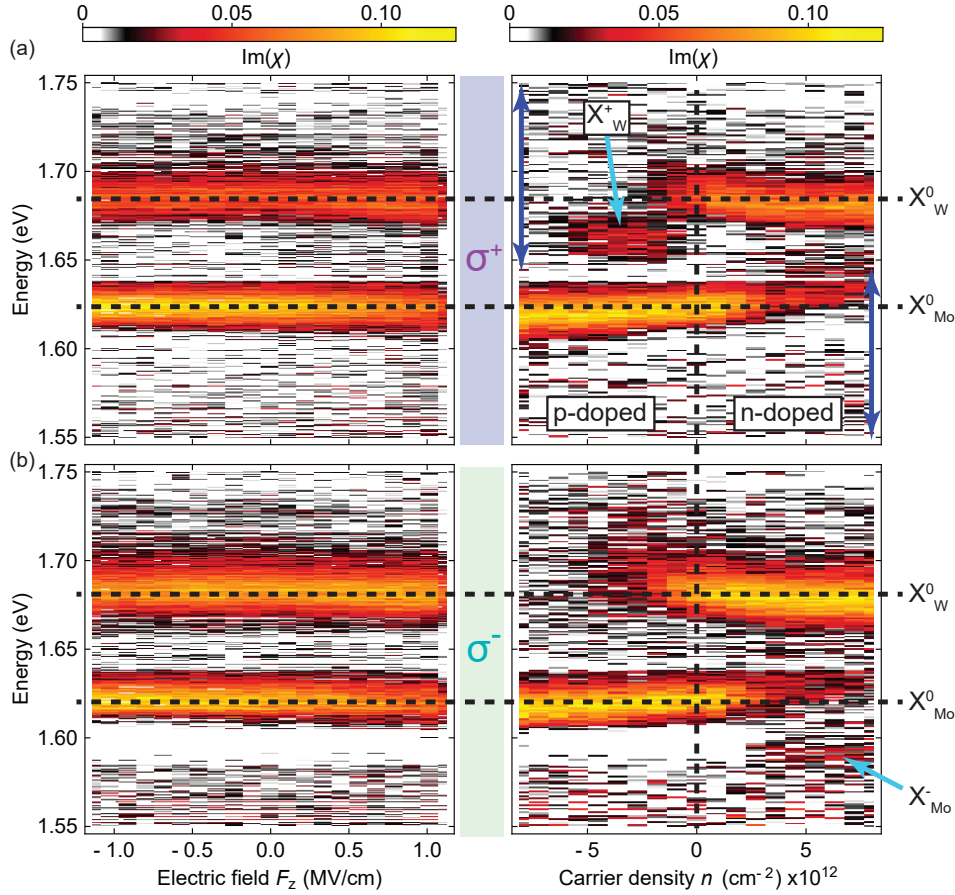 0 0.05 0.10
Im(χ)
0 0.05 0.10
Im(χ)
(a)
Energy (eV)
1.75
1.70
1.65
1.60
1.55
σ+
X+W
p-doped
n-doped
X0W
X0Mo
(b)
Energy (eV)
1.75
1.70
1.65
1.60
1.55
σ-
X0W
X0Mo
X-Mo
- 1.0 - 0.5 0.0 0.5 1.0
Electric field Fz (MV/cm)
- 5 0 5
Carrier density n (cm-2) x1012